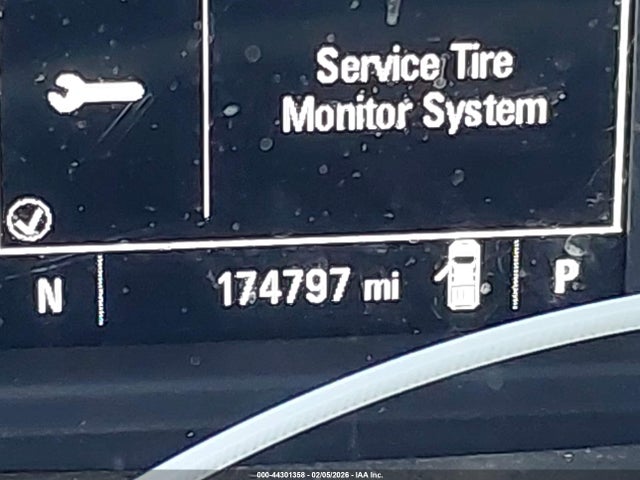 Service Tire
Monitor System
N
174797 mi
P
000-44301358 - 02/05/2026 - IAA Inc.